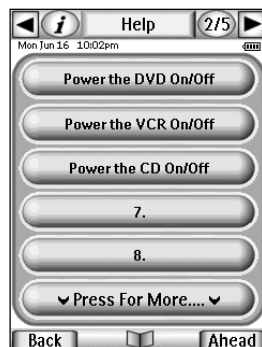 i Help 2/5
Mon Jun 16 10:02pm
Power the DVD On/Off
Power the VCR On/Off
Power the CD On/Off
7.
8.
Press For More....
Back Ahead